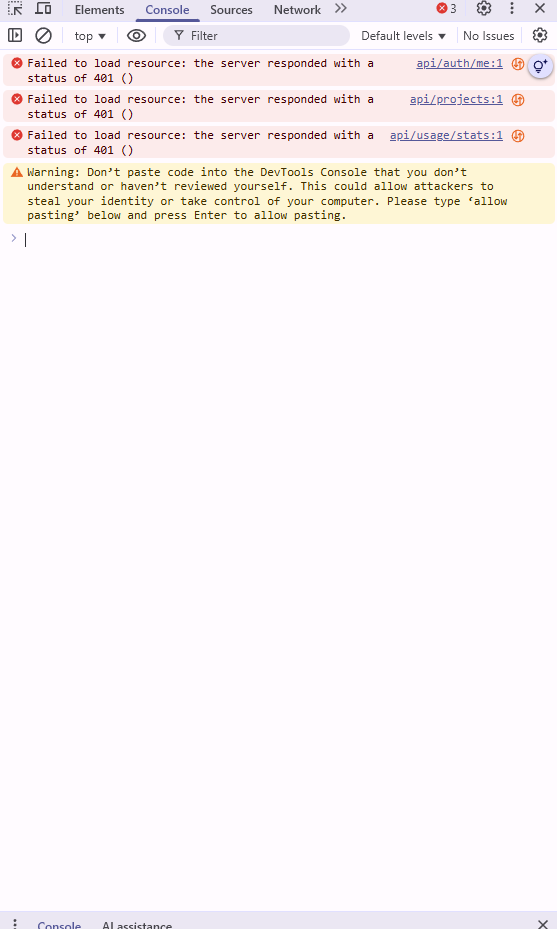 Elements Console Sources Network 3
top Filter Default levels No Issues
Failed to load resource: the server responded with a api/auth/me:1
status of 401 ()
Failed to load resource: the server responded with a api/projects:1
status of 401 ()
Failed to load resource: the server responded with a api/usage/stats:1
status of 401 ()
Warning: Don’t paste code into the DevTools Console that you don’t
understand or haven’t reviewed yourself. This could allow attackers to
steal your identity or take control of your computer. Please type ‘allow
pasting’ below and press Enter to allow pasting.
Console AI assistance